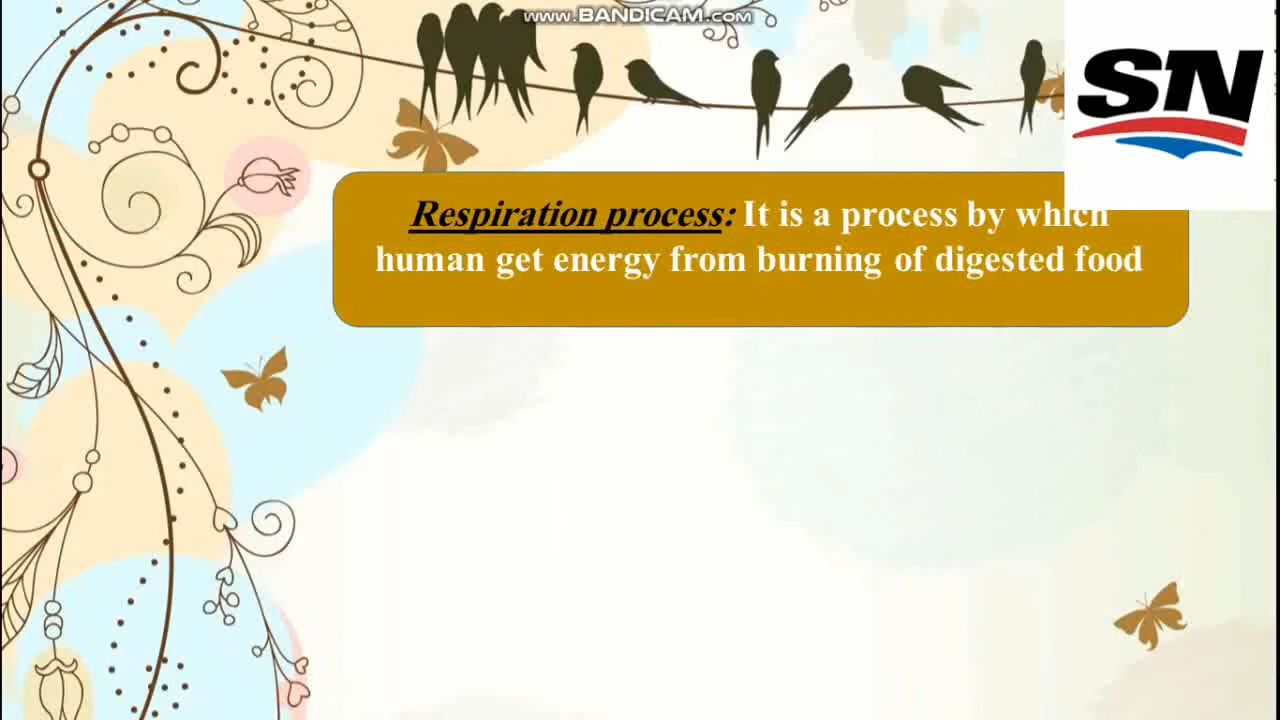 www.BANDICAM.com
SN
Respiration process: It is a process by which
human get energy from burning of digested food